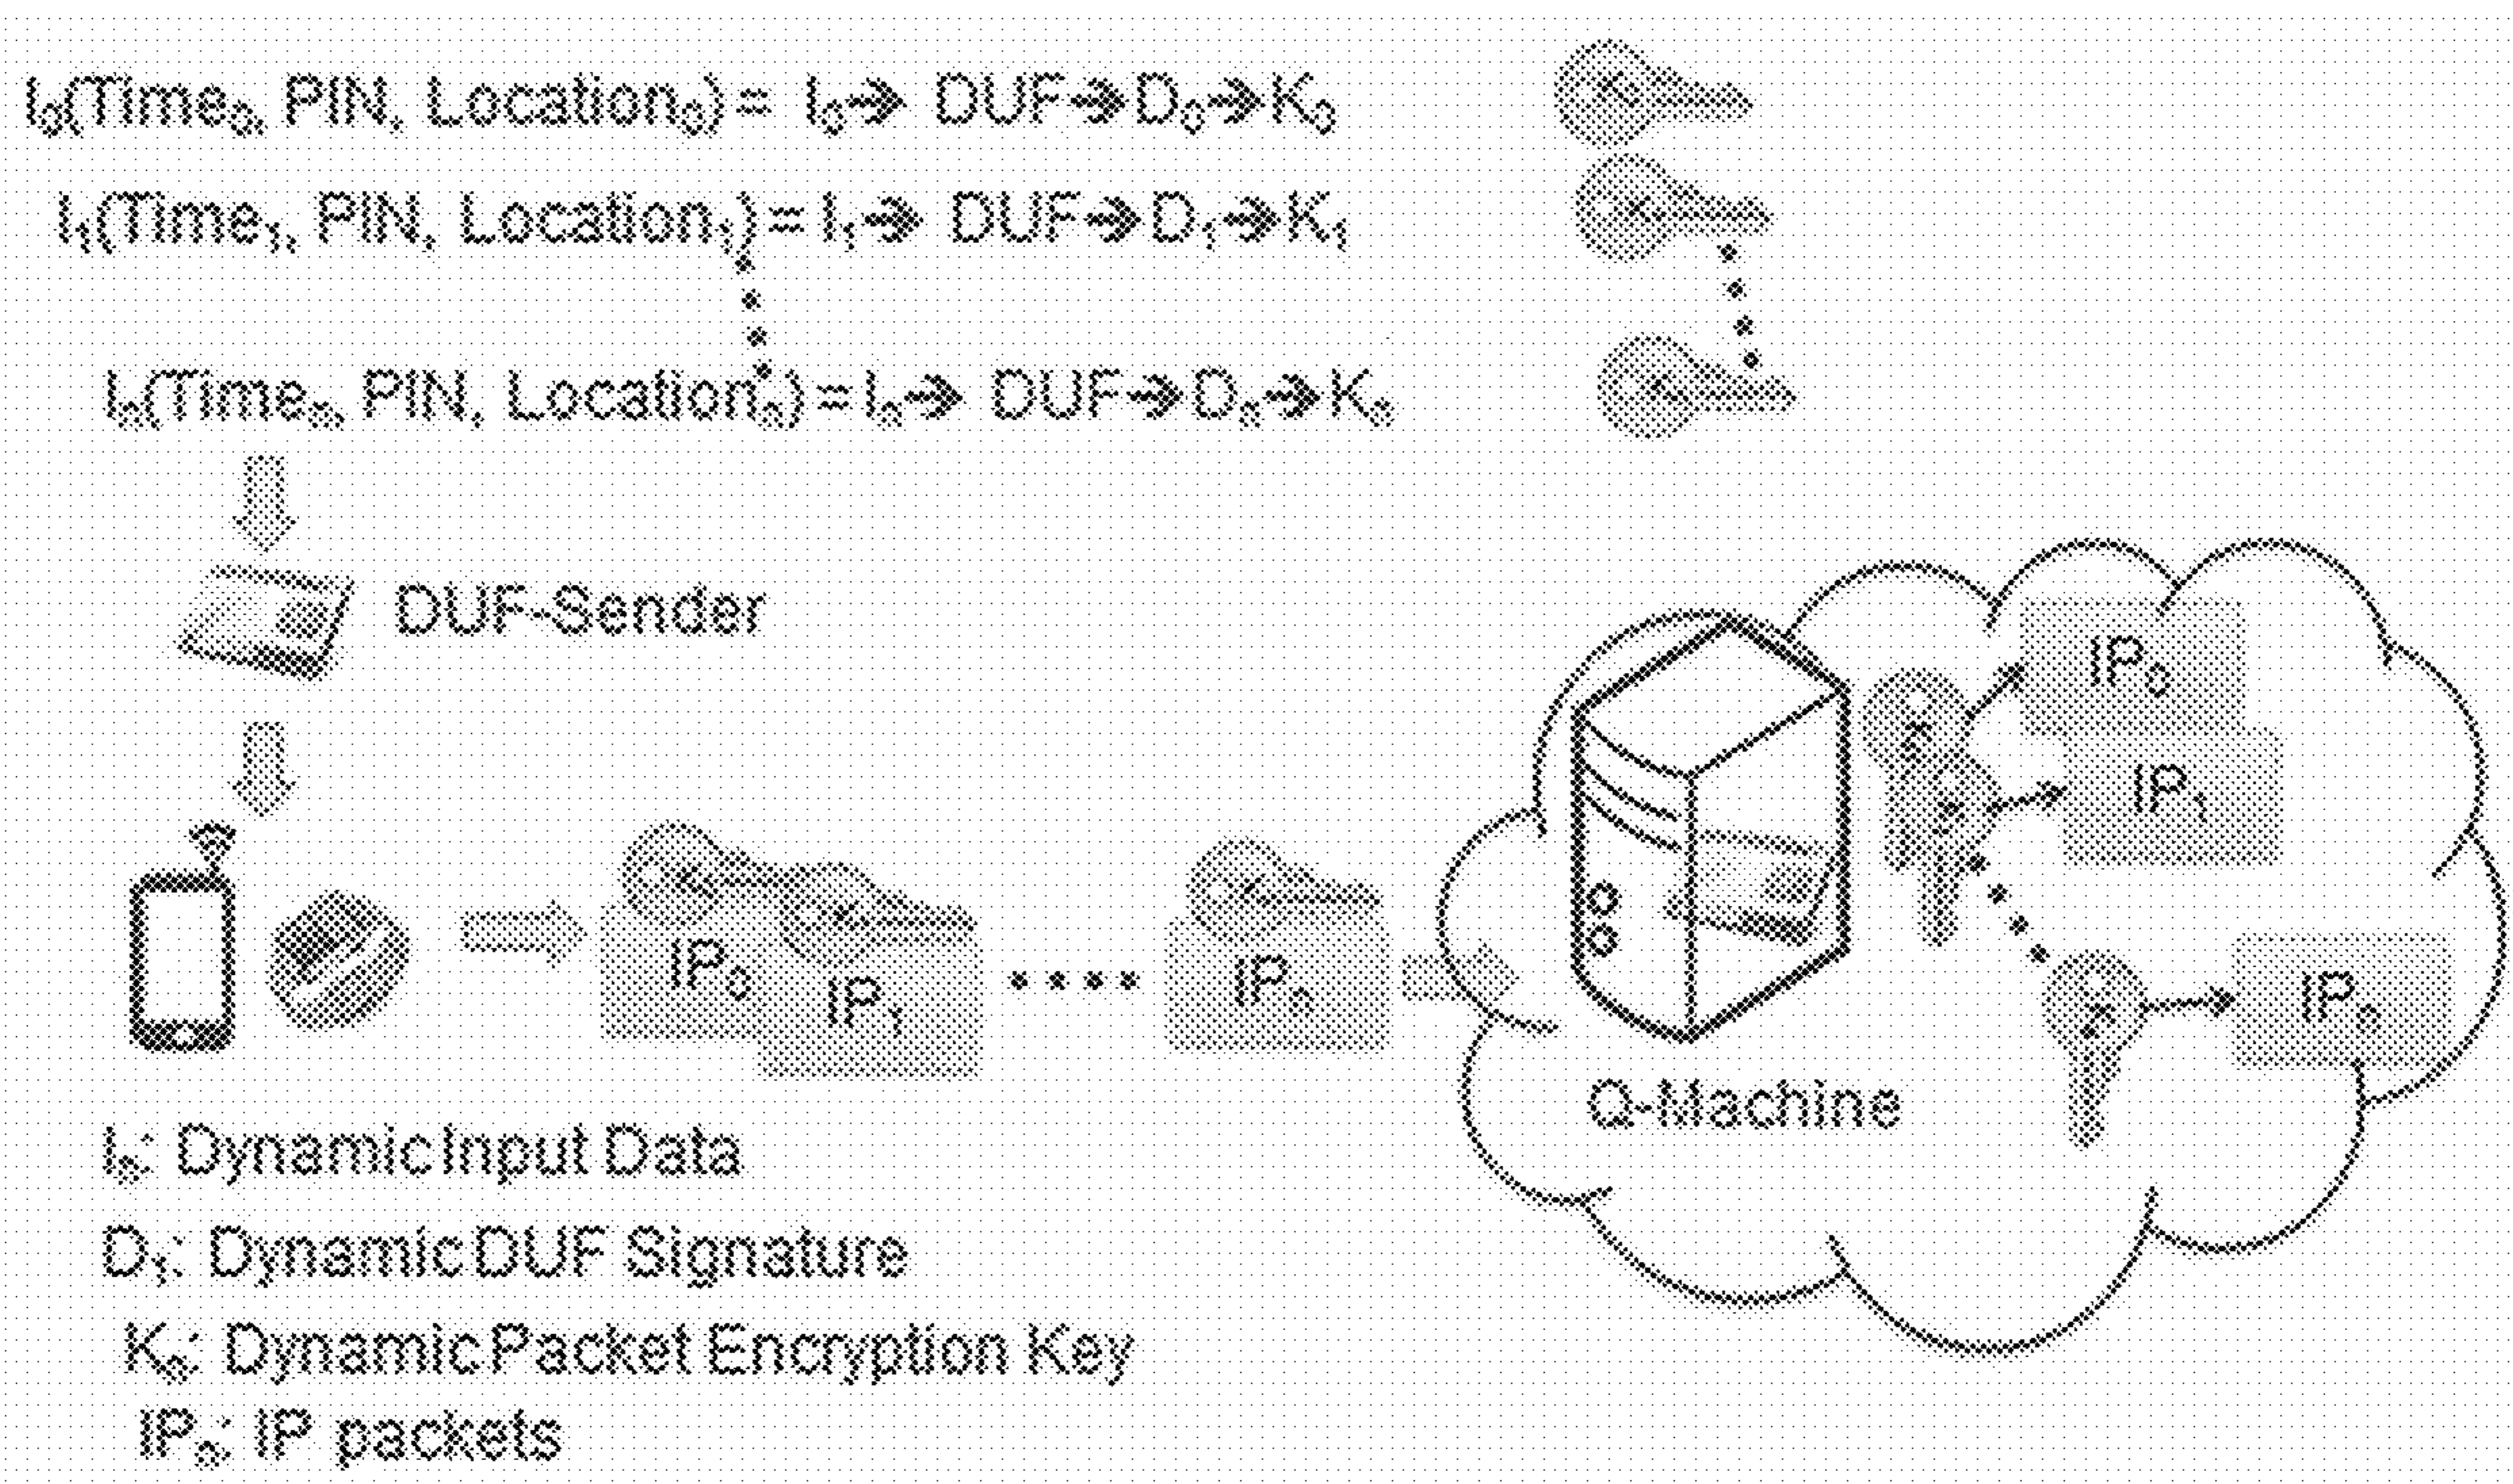 I₀(Time₀, PIN, Location₀) = I₀→ DUF→D₀→K₀
I₁(Time₁, PIN, Location₁) = I₁→ DUF→D₁→K₁
Iₙ(Timeₙ, PIN, Locationₙ) = Iₙ→ DUF→Dₙ→Kₙ
DUF-Sender
IP₀
IP₁
IP₀
IP₁
IPₙ
IPₙ
Q-Machine
Iₙ: Dynamic Input Data
D₁: Dynamic DUF Signature
Kₙ: Dynamic Packet Encryption Key
IPₙ: IP packets